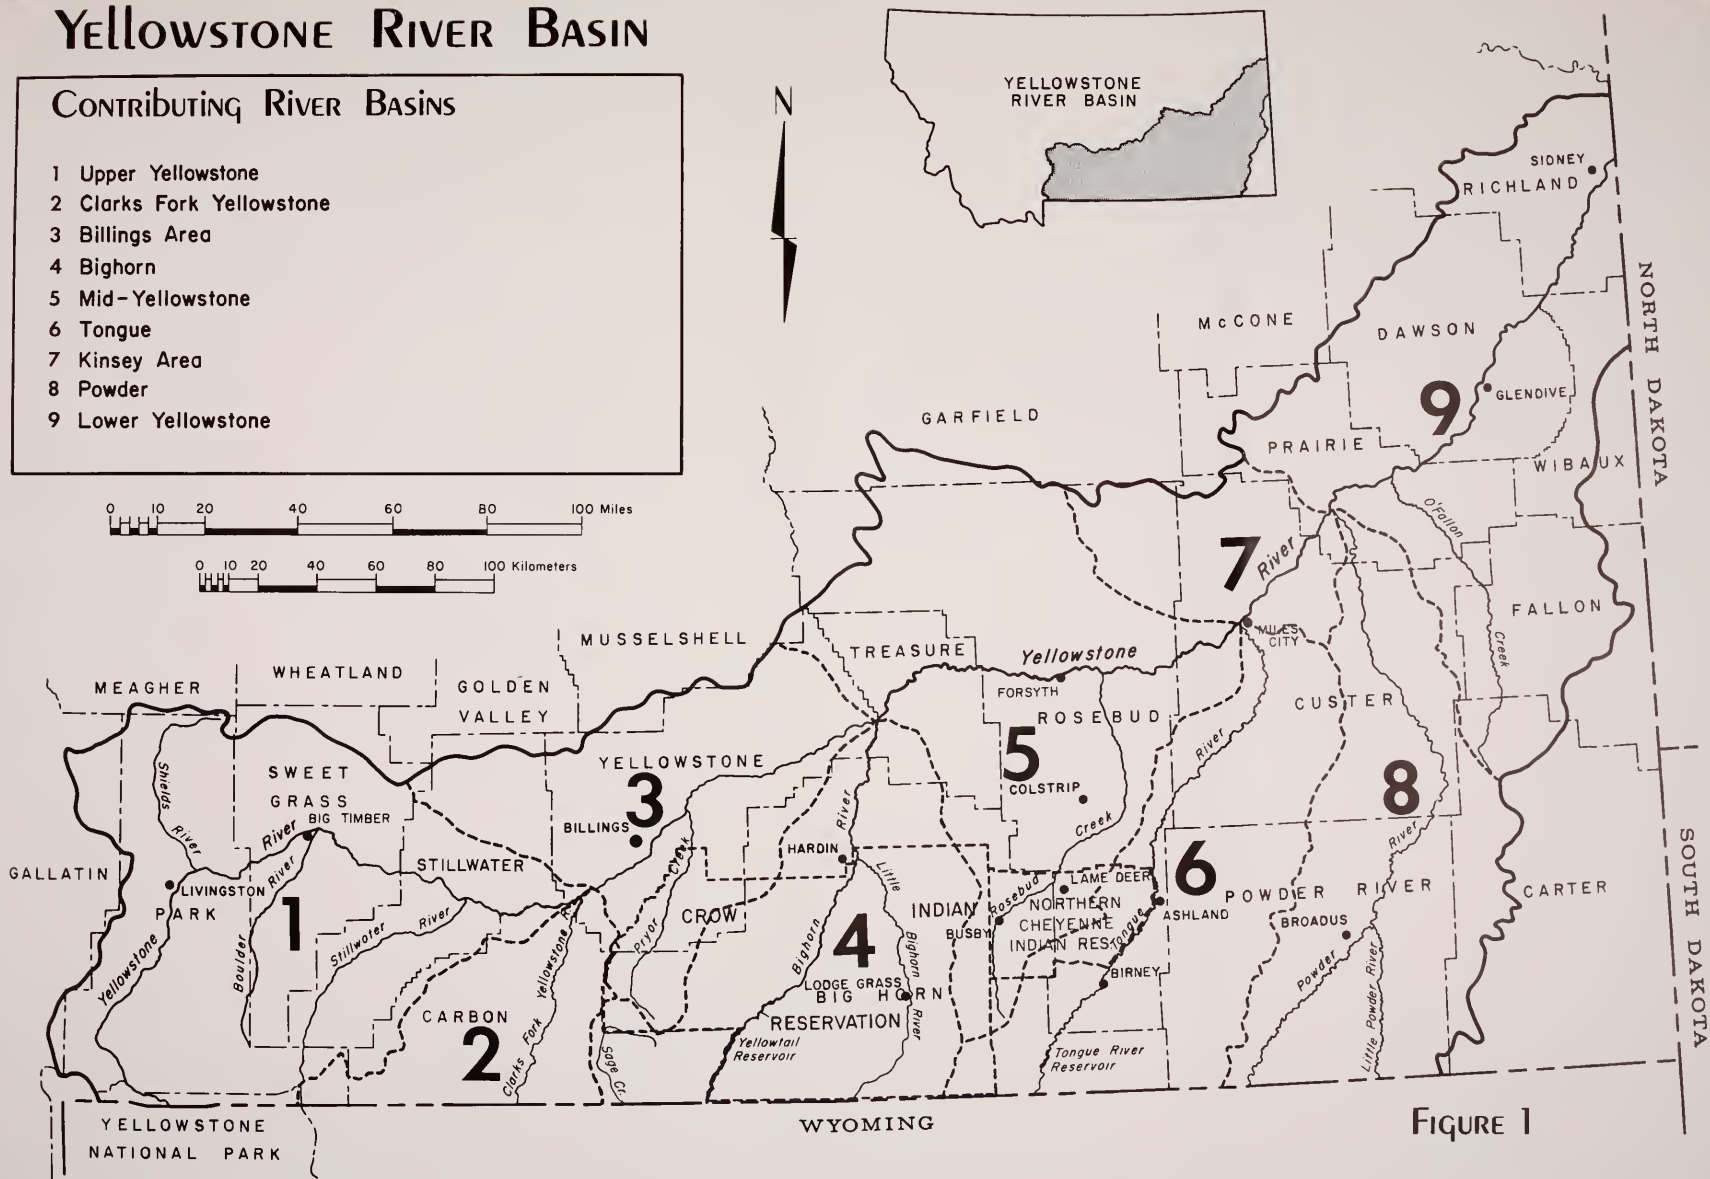 Yellowstone River Basin
Contributing River Basins
1 Upper Yellowstone
2 Clarks Fork Yellowstone
3 Billings Area
4 Bighorn
5 Mid-Yellowstone
6 Tongue
7 Kinsey Area
8 Powder
9 Lower Yellowstone
0 10 20 40 60 80 100 Miles
0 10 20 40 60 80 100 Kilometers
N
YELLOWSTONE
RIVER BASIN
SIDNEY
RICHLAND
NORTH DAKOTA
McCONE
DAWSON
9
GLENDIVE
GARFIELD
PRAIRIE
WIBAUX
O'Fallon
Creek
7
River
FALLON
MILES
CITY
MUSSELSHELL
TREASURE
Yellowstone
FORSYTH
ROSEBUD
CUSTER
MEAGHER
WHEATLAND
GOLDEN
VALLEY
5
COLSTRIP
Creek
River
8
YELLOWSTONE
3
BILLINGS
SWEET
GRASS
BIG TIMBER
River
Shields
River
STILLWATER
GALLATIN
LIVINGSTON
PARK
River
1
Boulder
Yellowstone
Stillwater River
CARBON
2
Clarks Fork Yellowstone R.
Pryor Creek
CROW
HARDIN
River
Little
Bighorn
River
4
Bighorn
INDIAN
LODGE GRASS
BIG HORN
RESERVATION
Yellowtail
Reservoir
Sage Cr.
BUSBY
Rosebud
LAME DEER
NORTHERN
CHEYENNE
INDIAN RES.
Tongue
BIRNEY
Tongue River
Reservoir
6
ASHLAND
POWDER RIVER
BROADUS
River
Powder
Little Powder River
CARTER
SOUTH DAKOTA
YELLOWSTONE
NATIONAL PARK
WYOMING
Figure 1